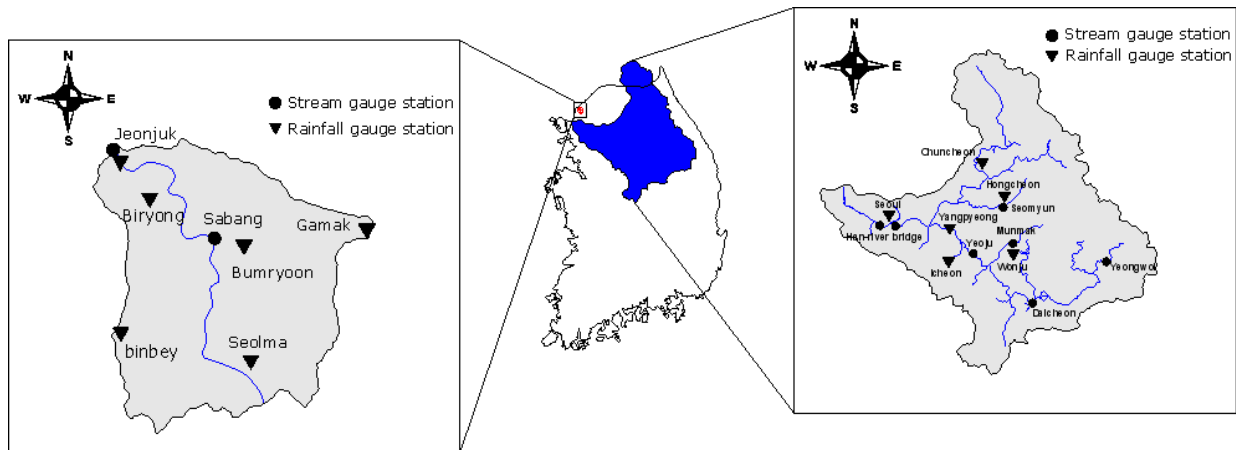 N
W
E
S
Stream gauge station
Rainfall gauge station
Jeonjuk
Biryong
Sabang
Gamak
Bumryoon
binbey
Seolma
N
W
E
S
Stream gauge station
Rainfall gauge station
Chuncheon
Hongcheon
Seoul
Seomyun
Yangpyeong
Han-river bridge
Munmak
Yeoju
Icheon
Wonju
Yeongwol
Dalcheon